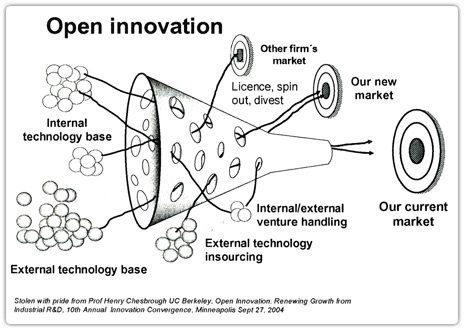 Open innovation
Other firm´s
market
Licence, spin
out, divest
Our new
market
Internal
technology base
Our current
market
Internal/external
venture handling
External technology
insourcing
External technology base
Stolen with pride from Prof Henry Chesbrough UC Berkeley, Open Innovation: Renewing Growth from
Industrial R&D, 10th Annual Innovation Convergence, Minneapolis Sept 27, 2004